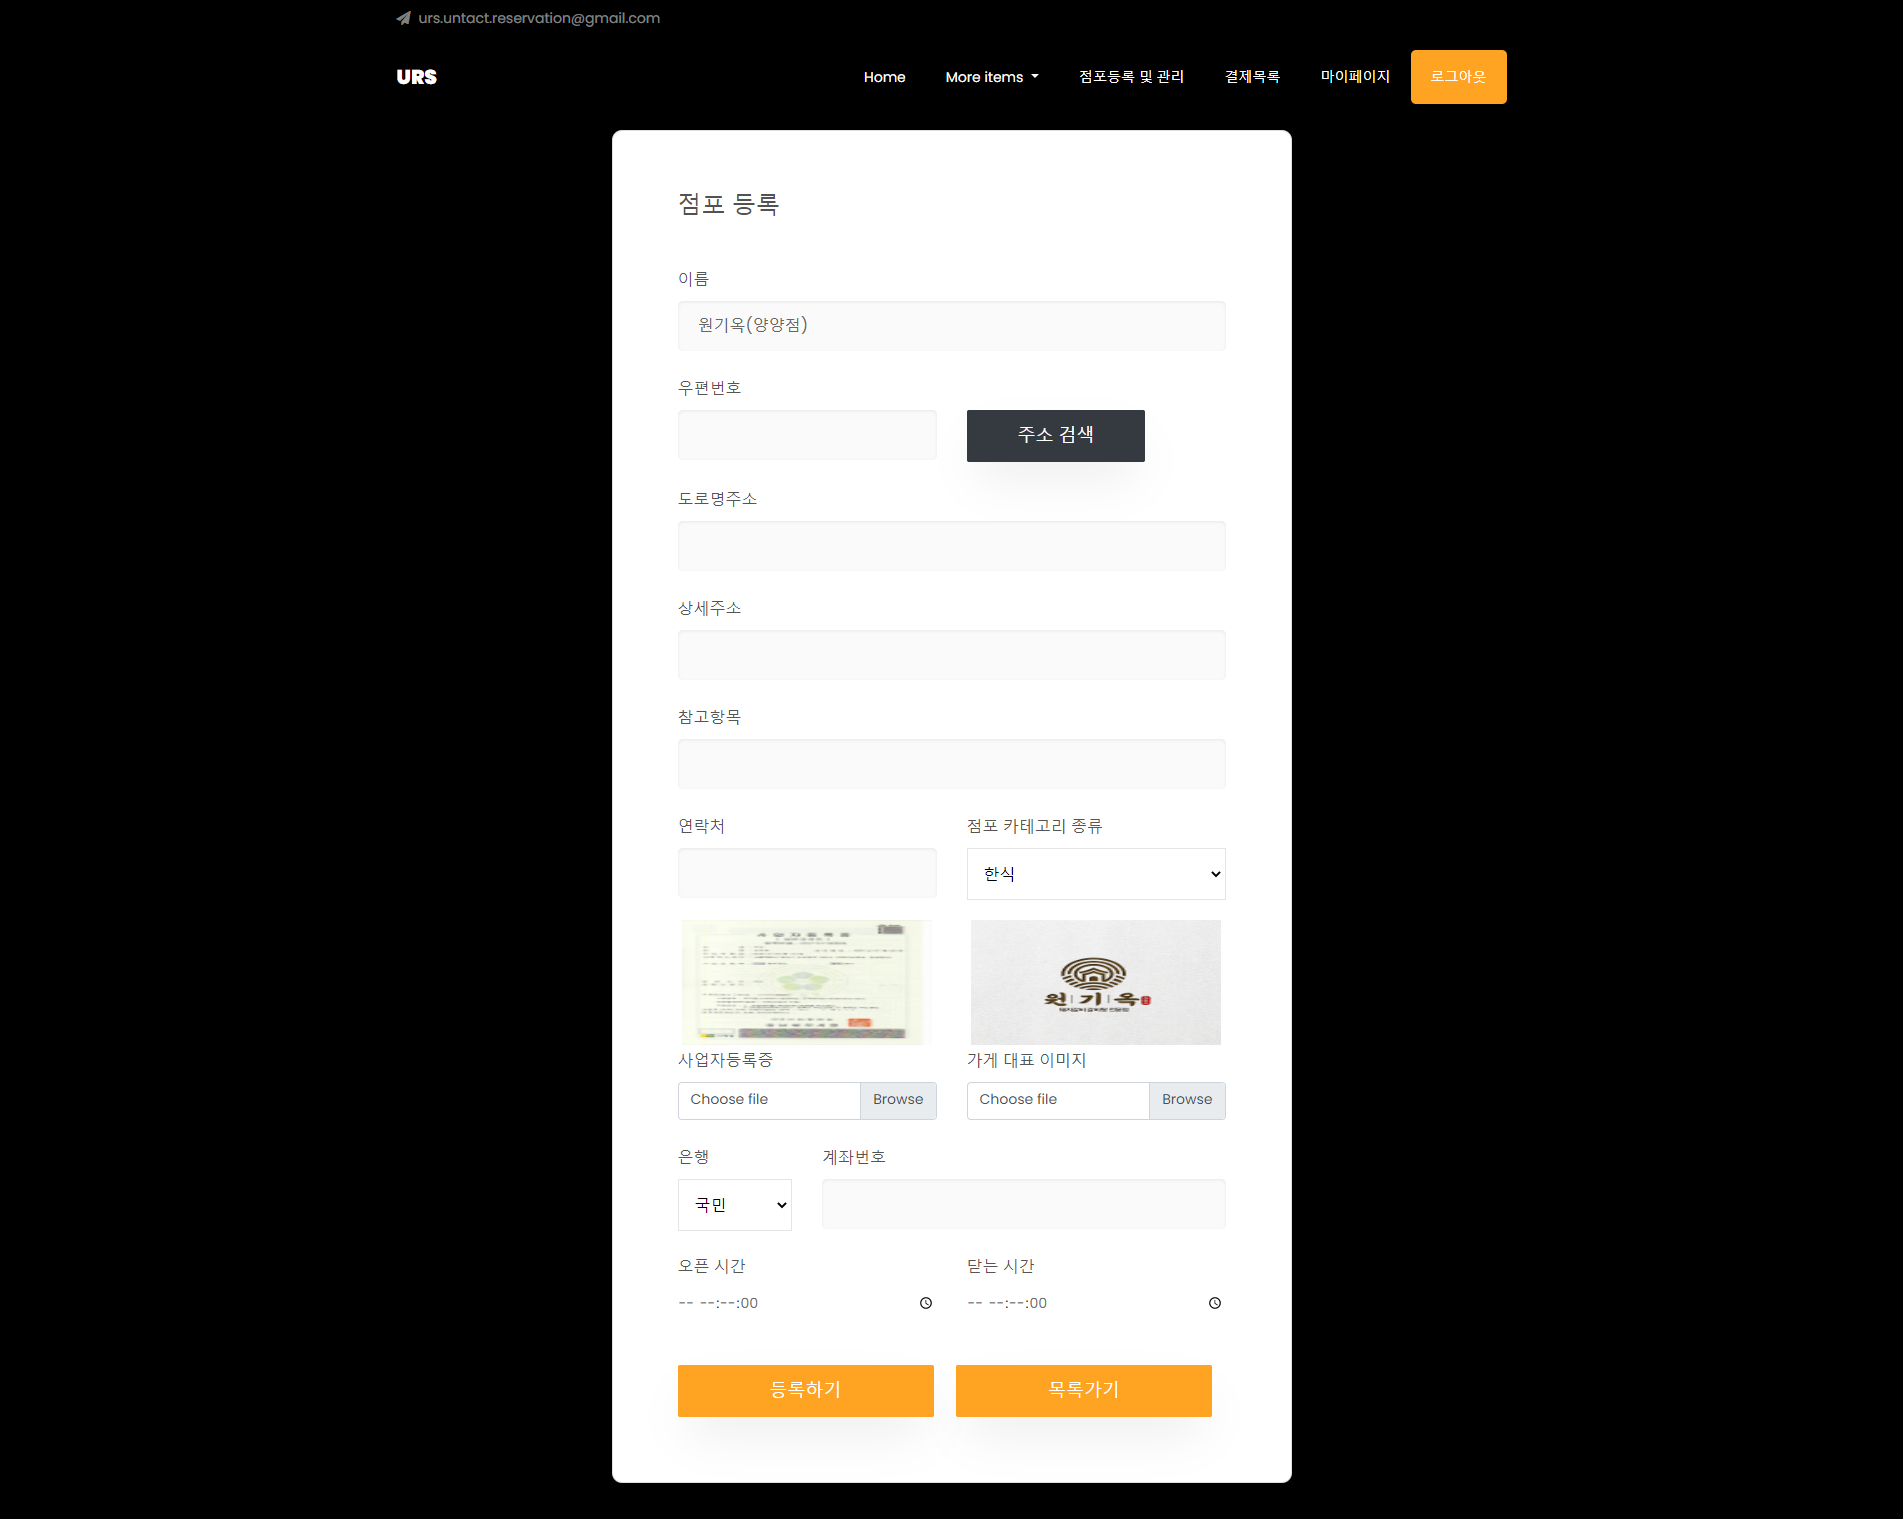 urs.untact.reservation@gmail.com
URS
Home
More items
점포등록 및 관리
결제목록
마이페이지
로그아웃
점포 등록
이름
원기옥(양양점)
우편번호
주소 검색
도로명주소
상세주소
참고항목
연락처
점포 카테고리 종류
한식
사업자등록증
원기옥
사업자등록증
가게 대표 이미지
Choose file Browse
Choose file Browse
은행
계좌번호
국민
오픈 시간
닫는 시간
-- --:--:00
-- --:--:00
등록하기
목록가기